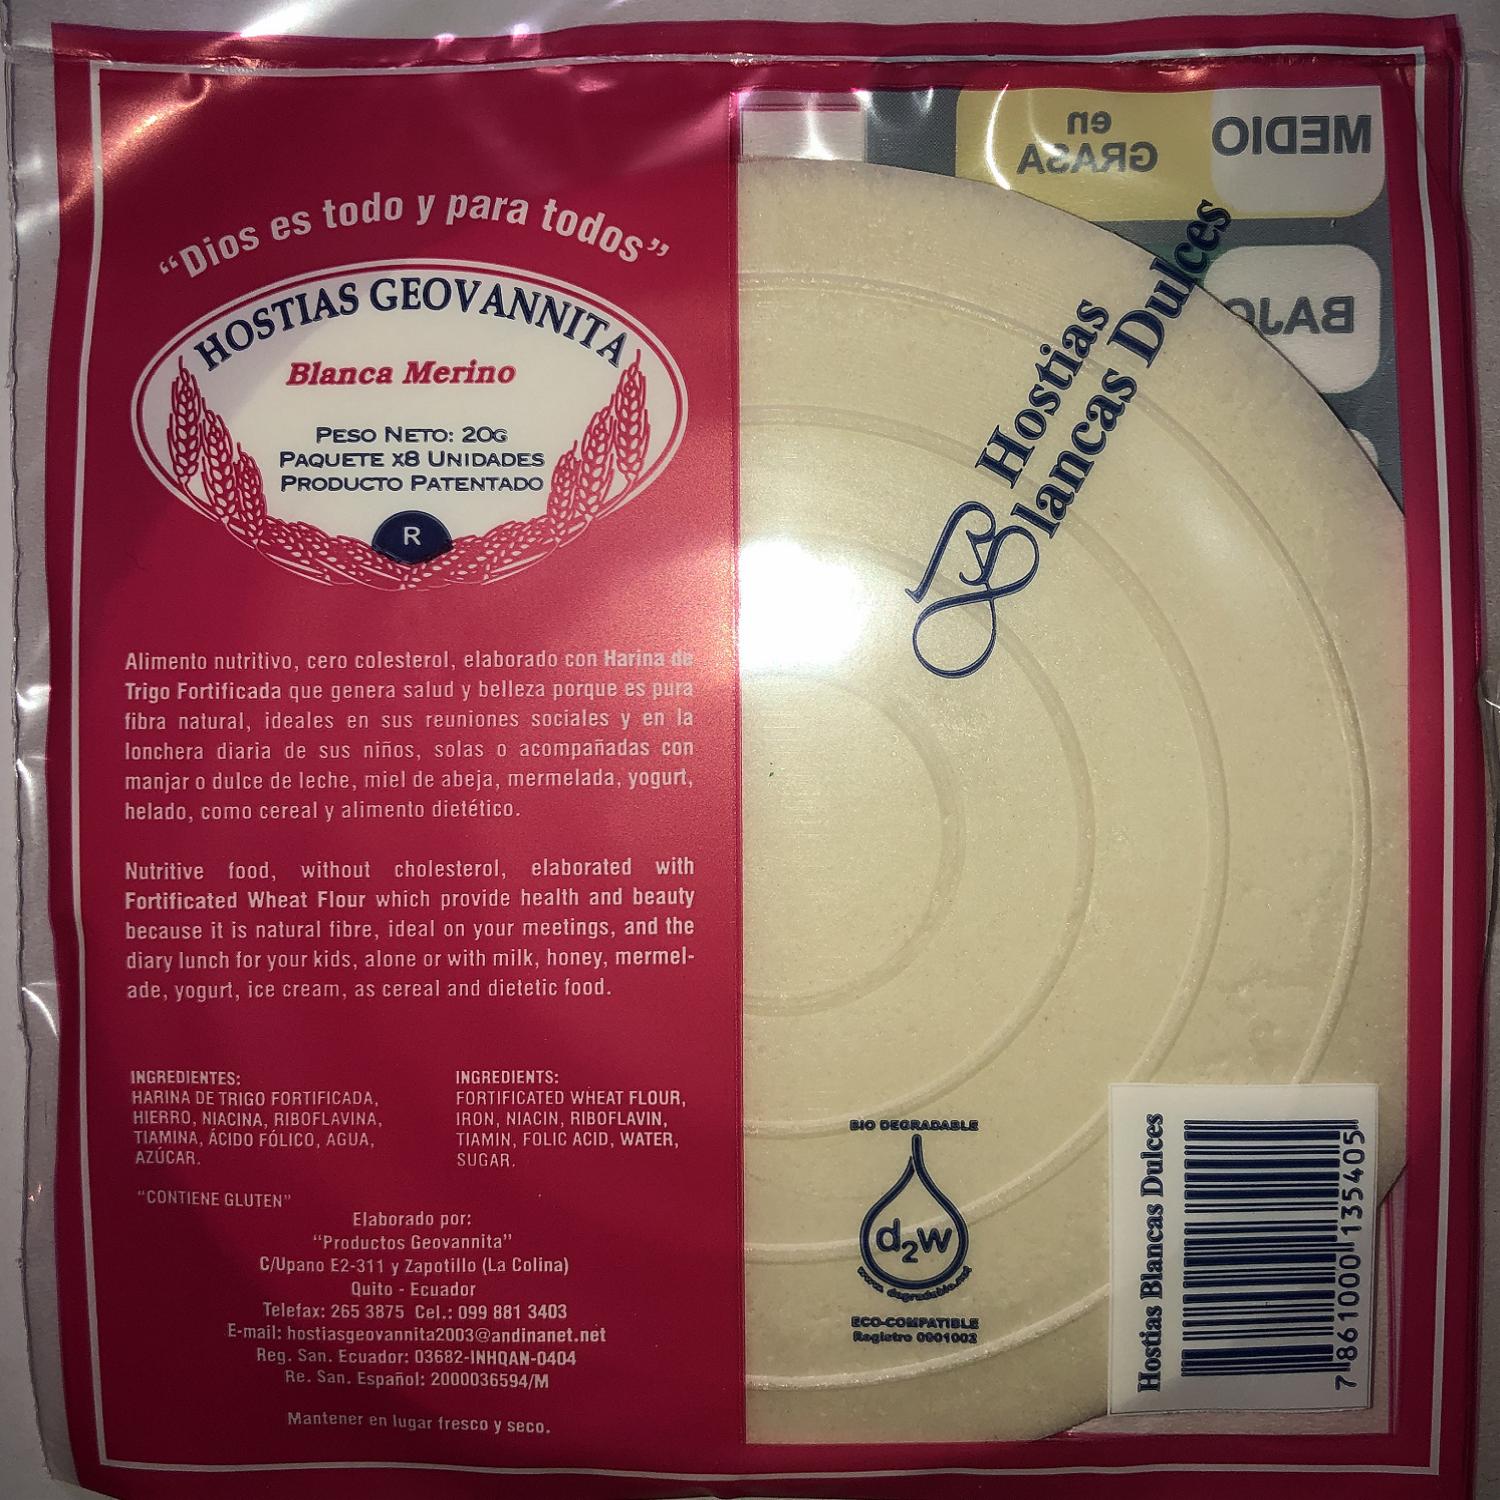 "Dios es todo y para todos"
HOSTIAS GEOVANNITA
Blanca Merino
PESO NETO: 20G
PAQUETE X8 UNIDADES
PRODUCTO PATENTADO
R
Alimento nutritivo, cero colesterol, elaborado con Harina de
Trigo Fortificada que genera salud y belleza porque es pura
fibra natural, ideales en sus reuniones sociales y en la
lonchera diaria de sus niños, solas o acompañadas con
manjar o dulce de leche, miel de abeja, mermelada, yogurt,
helado, como cereal y alimento dietético.
Nutritive food, without cholesterol, elaborated with
Fortificated Wheat Flour which provide health and beauty
because it is natural fibre, ideal on your meetings, and the
diary lunch for your kids, alone or with milk, honey, mermel-
ade, yogurt, ice cream, as cereal and dietetic food.
INGREDIENTES:
HARINA DE TRIGO FORTIFICADA,
HIERRO, NIACINA, RIBOFLAVINA,
TIAMINA, ÁCIDO FÓLICO, AGUA,
AZÚCAR.
INGREDIENTS:
FORTIFICATED WHEAT FLOUR,
IRON, NIACIN, RIBOFLAVIN,
TIAMIN, FOLIC ACID, WATER,
SUGAR.
"CONTIENE GLUTEN"
Elaborado por:
"Productos Geovannita"
C/Upano E2-311 y Zapotillo (La Colina)
Quito - Ecuador
Telefax: 265 3875 Cel.: 099 881 3403
E-mail: hostiasgeovannita2003@andinanet.net
Reg. San. Ecuador: 03682-INHQAN-0404
Re. San. Español: 2000036594/M
Mantener en lugar fresco y seco.
MEDIO
en
GRASA
BAJO
Hostias
Blancas Dulces
BIO DEGRADABLE
d2w
www.degradable.net
ECO-COMPATIBLE
Registro 0001002
Hostias Blancas Dulces
7 861000 135405